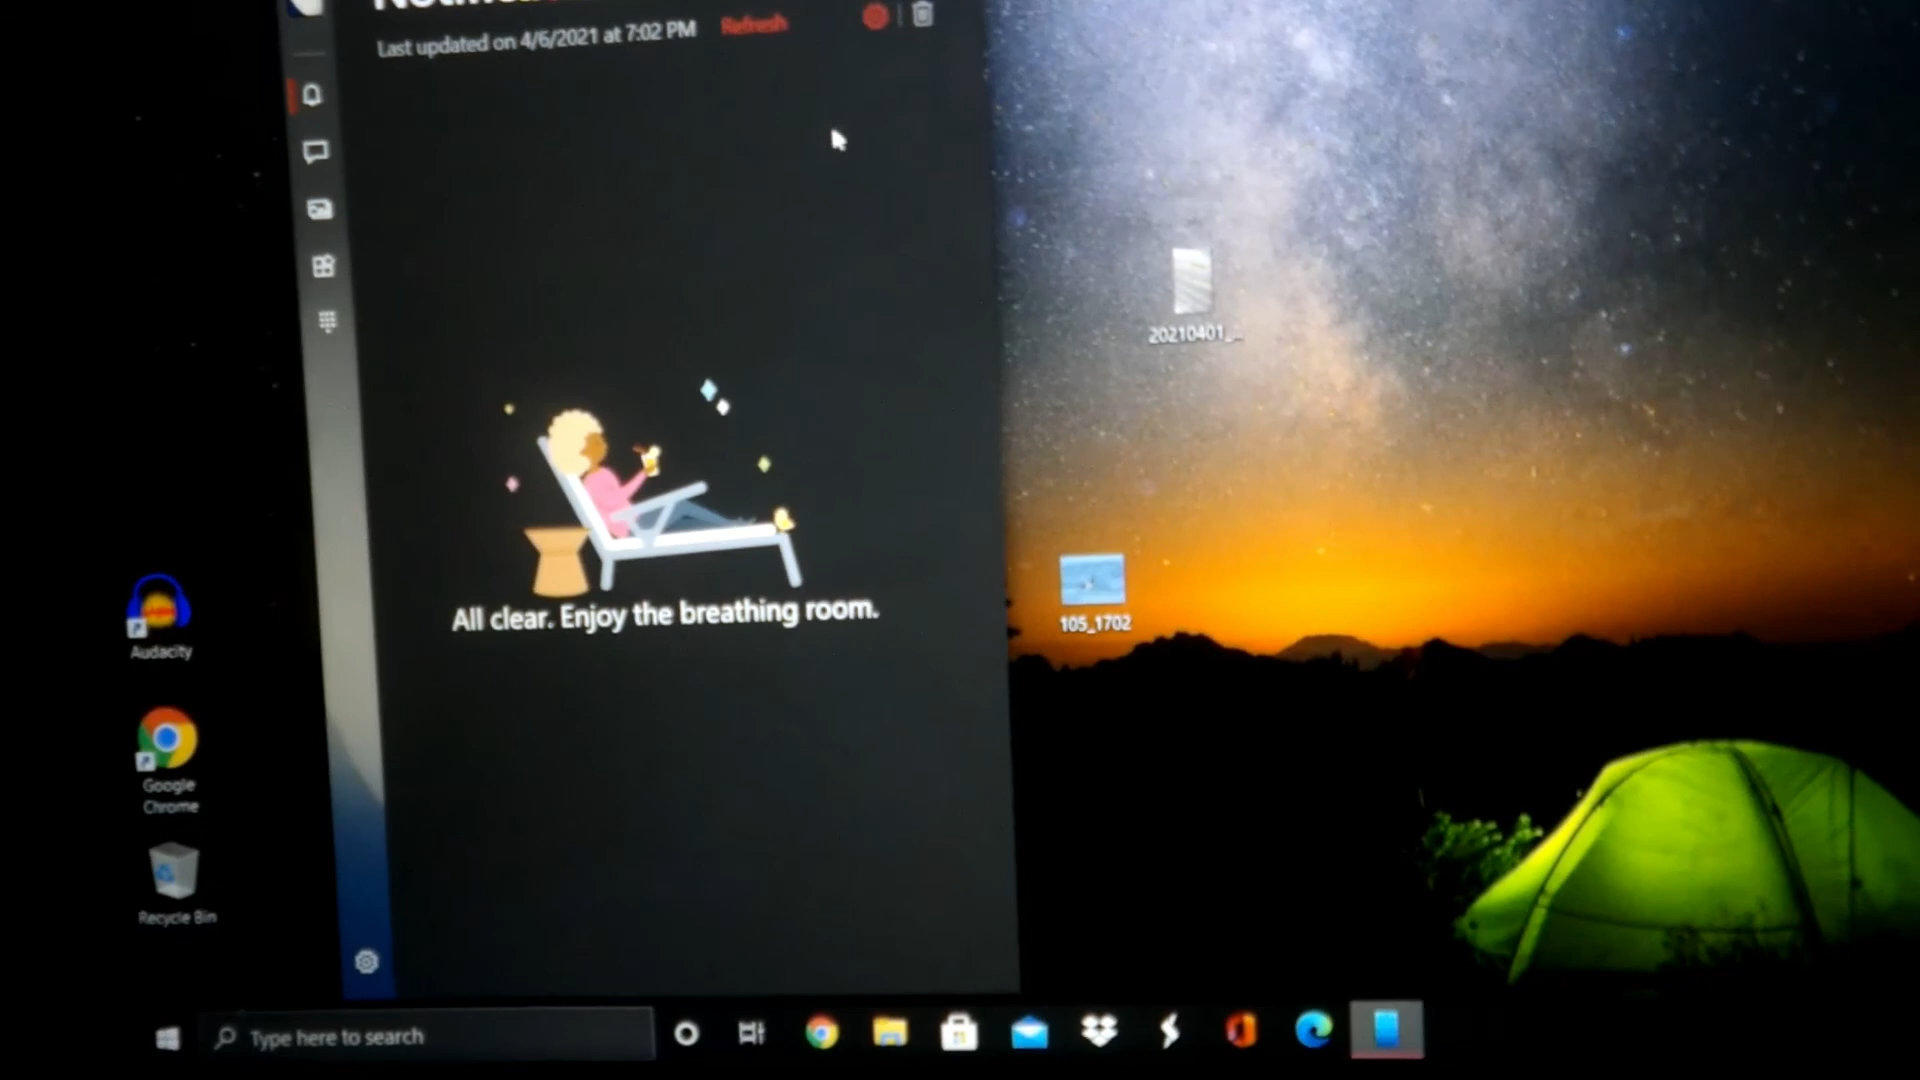 Last updated on 4/6/2021 at 7:02 PM Refresh
20210401_...
All clear. Enjoy the breathing room.
105_1702
Audacity
Google
Chrome
Recycle Bin
Type here to search